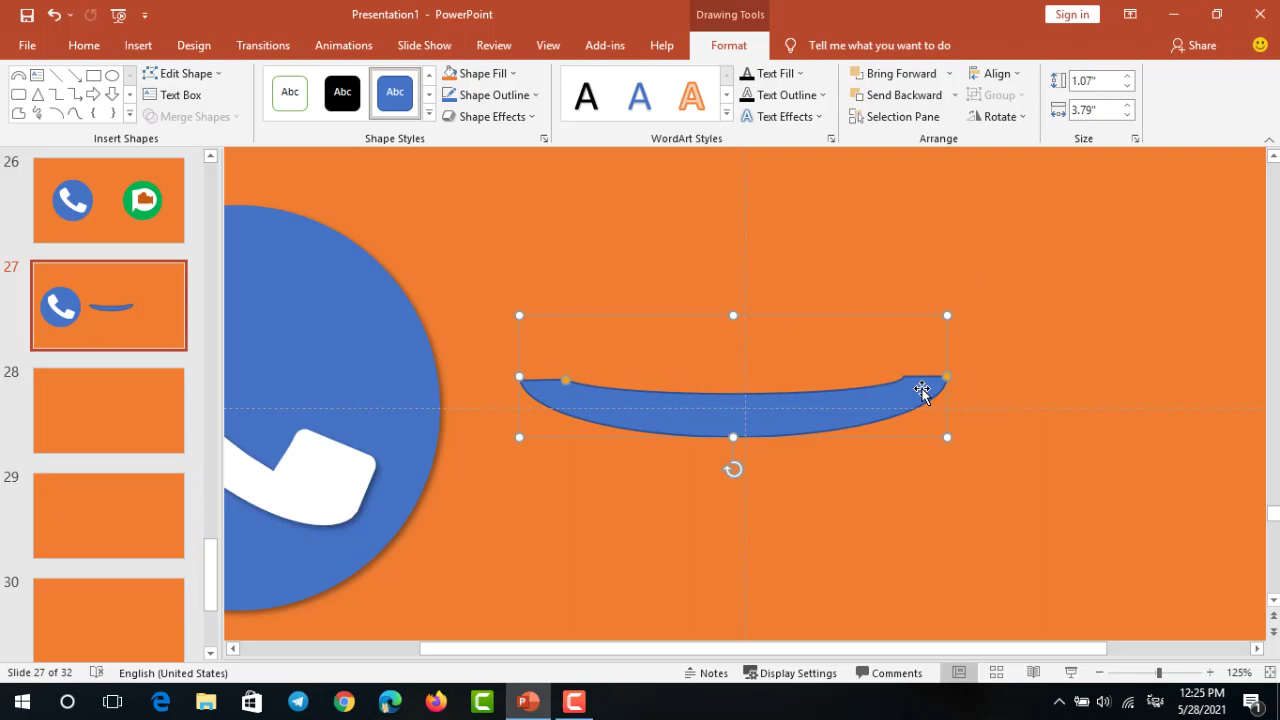 Presentation1 - PowerPoint
Drawing Tools
Sign in
File Home Insert Design Transitions Animations Slide Show Review View Add-ins Help Format Tell me what you want to do Share
Edit Shape
Text Box
Merge Shapes
Insert Shapes
Abc Abc Abc
Shape Fill
Shape Outline
Shape Effects
Shape Styles
A A A
Text Fill
Text Outline
Text Effects
WordArt Styles
Bring Forward
Send Backward
Selection Pane
Align
Group
Rotate
Arrange
1.07"
3.79"
Size
26
27
28
29
30
Slide 27 of 32 English (United States) Notes Display Settings Comments 125%
12:25 PM
5/28/2021
1